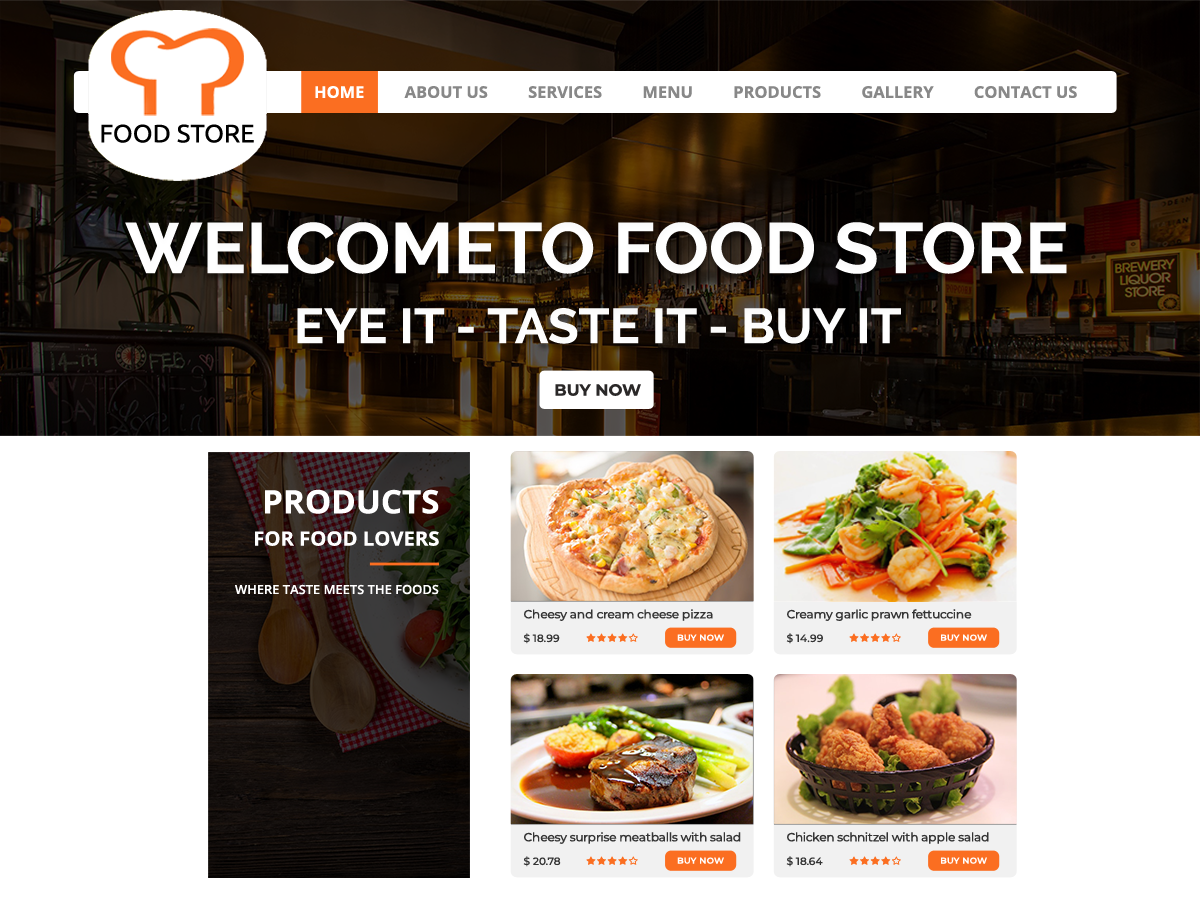 FOOD STORE
HOME ABOUT US SERVICES MENU PRODUCTS GALLERY CONTACT US
WELCOMETO FOOD STORE
EYE IT - TASTE IT - BUY IT
BREWERY
LIQUOR
STORE
14-m FEB.
BUY NOW
PRODUCTS
FOR FOOD LOVERS
WHERE TASTE MEETS THE FOODS
Cheesy and cream cheese pizza
$ 18.99 BUY NOW
Creamy garlic prawn fettuccine
$ 14.99 BUY NOW
Cheesy surprise meatballs with salad
$ 20.78 BUY NOW
Chicken schnitzel with apple salad
$ 18.64 BUY NOW